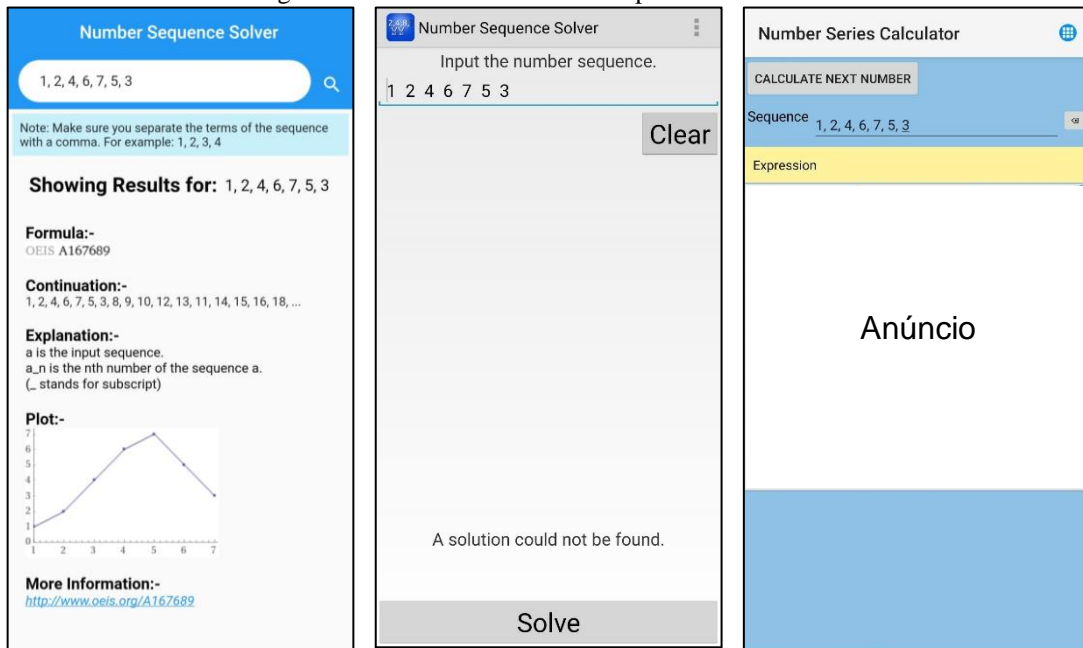 Number Sequence Solver
1, 2, 4, 6, 7, 5, 3
Note: Make sure you separate the terms of the sequence
with a comma. For example: 1, 2, 3, 4
Showing Results for: 1, 2, 4, 6, 7, 5, 3
Formula:-
OEIS A167689
Continuation:-
1, 2, 4, 6, 7, 5, 3, 8, 9, 10, 12, 13, 11, 14, 15, 16, 18, ...
Explanation:-
a is the input sequence.
a_n is the nth number of the sequence a.
(_ stands for subscript)
Plot:-
7
6
5
4
3
2
1
0
1 2 3 4 5 6 7
More Information:-
http://www.oeis.org/A167689
Number Sequence Solver
Input the number sequence.
1 2 4 6 7 5 3
Clear
A solution could not be found.
Solve
Number Series Calculator
CALCULATE NEXT NUMBER
Sequence 1, 2, 4, 6, 7, 5, 3
Expression
Anúncio